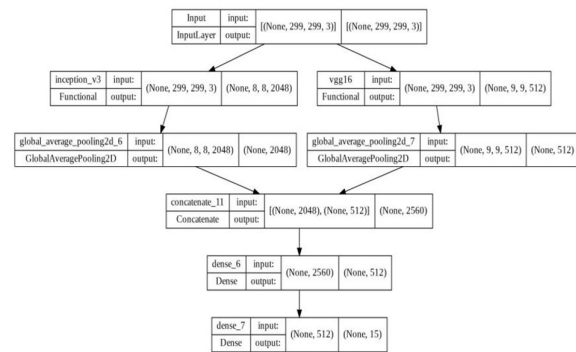 Input input: [(None, 299, 299, 3)] [(None, 299, 299, 3)]
InputLayer output:
inception_v3 input: (None, 299, 299, 3) (None, 8, 8, 2048)
Functional output:
vgg16 input: (None, 299, 299, 3) (None, 9, 9, 512)
Functional output:
global_average_pooling2d_6 input: (None, 8, 8, 2048) (None, 2048)
GlobalAveragePooling2D output:
global_average_pooling2d_7 input: (None, 9, 9, 512) (None, 512)
GlobalAveragePooling2D output:
concatenate_11 input: [(None, 2048), (None, 512)] (None, 2560)
Concatenate output:
dense_6 input: (None, 2560) (None, 512)
Dense output:
dense_7 input: (None, 512) (None, 15)
Dense output: